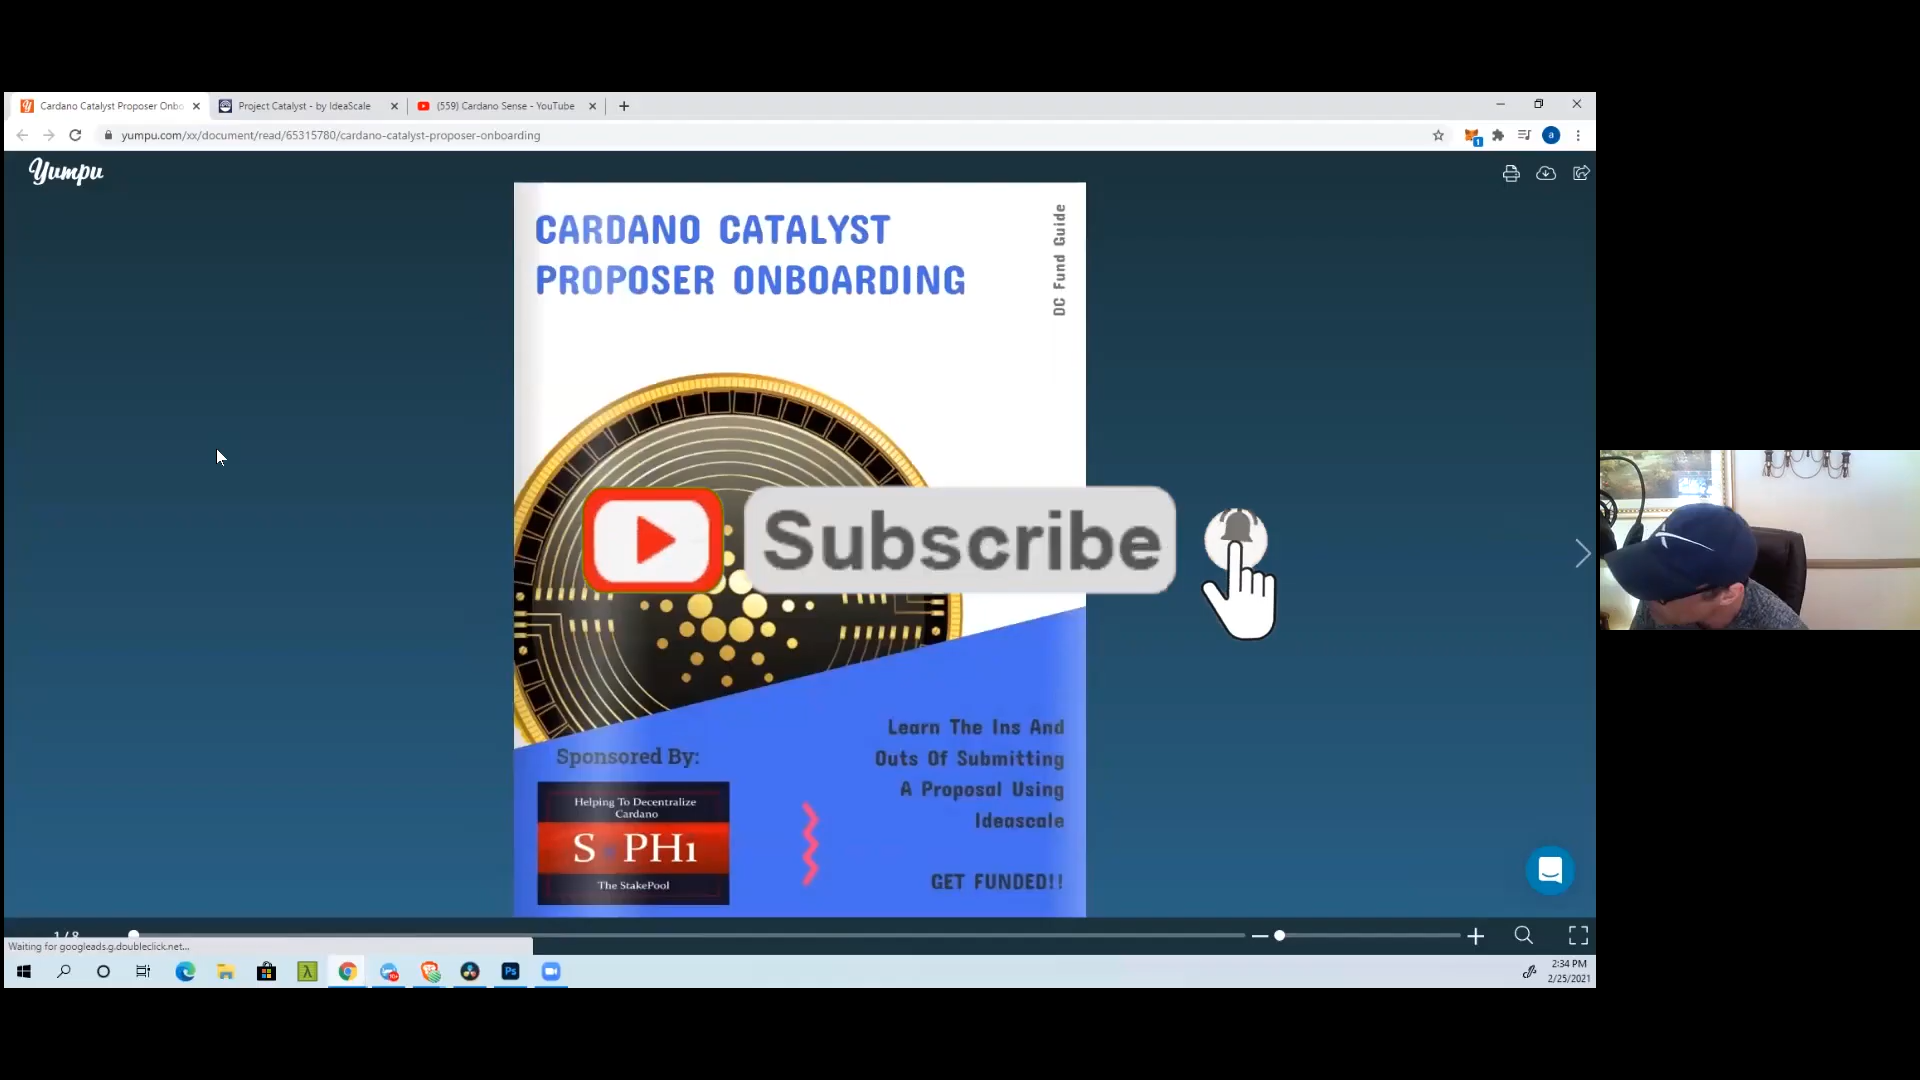 Cardano Catalyst Proposer Onbo
Project Catalyst - by IdeaScale
(559) Cardano Sense - YouTube
yumpu.com/xx/document/read/65315780/cardano-catalyst-proposer-onboarding
Yumpu
CARDANO CATALYST
PROPOSER ONBOARDING
DC Fund Guide
Subscribe
Learn The Ins And
Outs Of Submitting
A Proposal Using
Ideascale
GET FUNDED!!
Sponsored By:
Helping To Decentralize
Cardano
S PHI
The StakePool
1/8
Waiting for googleads.g.doubleclick.net...
Ps
2:34 PM
2/25/2021